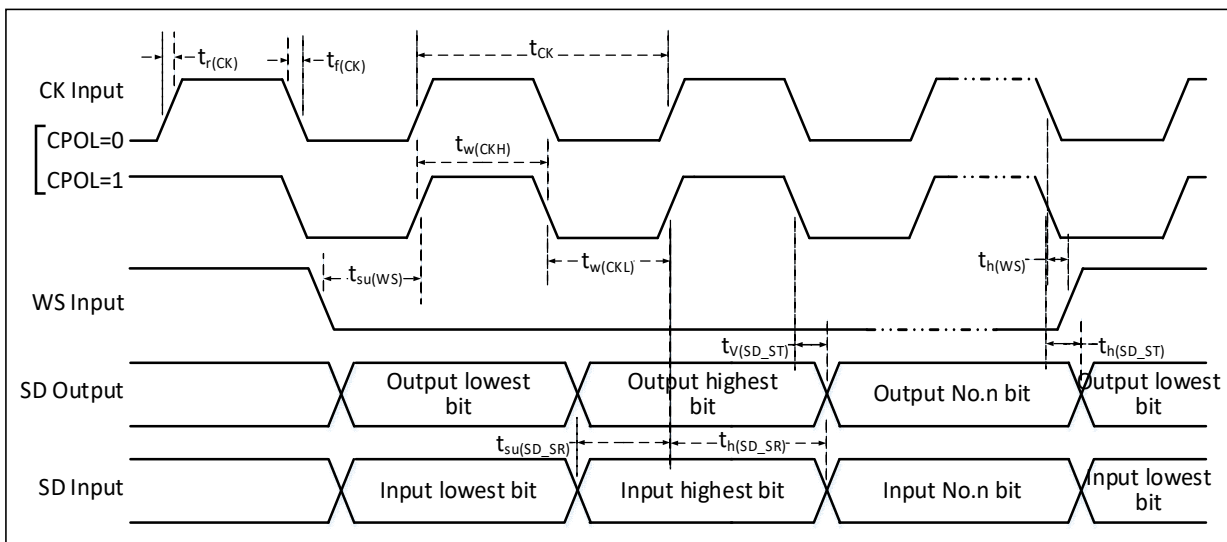 t_r(CK)
t_f(CK)
t_CK
CK Input
CPOL=0
t_w(CKH)
CPOL=1
t_su(WS)
t_w(CKL)
t_h(WS)
WS Input
t_V(SD_ST)
t_h(SD_ST)
SD Output
Output lowest
bit
Output highest
bit
Output No.n bit
Output lowest
bit
t_su(SD_SR)
t_h(SD_SR)
SD Input
Input lowest bit
Input highest bit
Input No.n bit
Input lowest
bit